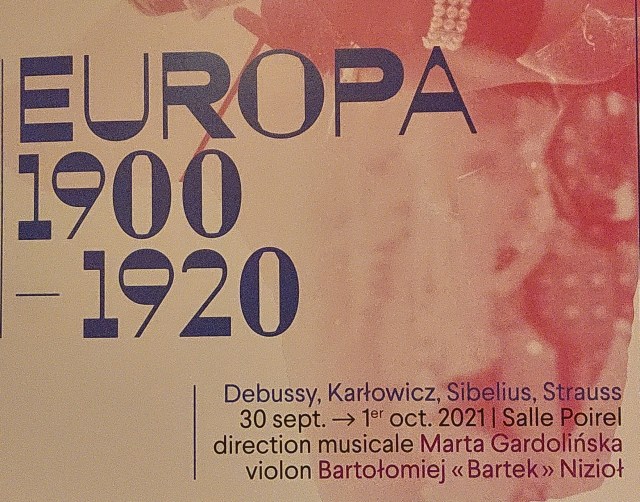 EUROPA
1900
– 1920
Debussy, Karłowicz, Sibelius, Strauss
30 sept. → 1er oct. 2021 | Salle Poirel
direction musicale Marta Gardolińska
violon Bartołomiej « Bartek » Nizioł